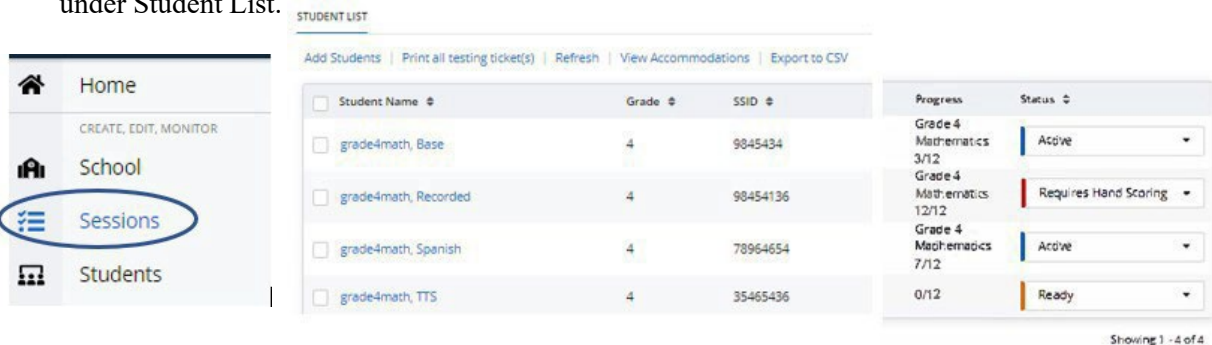 under Student List.
Home
CREATE, EDIT, MONITOR
School
Sessions
Students
STUDENT LIST
Add Students | Print all testing ticket(s) | Refresh | View Accommodations | Export to CSV
Student Name Grade SSID
grade4math, Base 4 9845434
grade4math, Recorded 4 98454136
grade4math, Spanish 4 78964654
grade4math, TTS 4 35465436
Progress Status
Grade 4
Mathematics Active
3/12
Grade 4
Mathematics Requires Hand Scoring
12/12
Grade 4
Mathematics Active
7/12
0/12 Ready
Showing 1 - 4 of 4